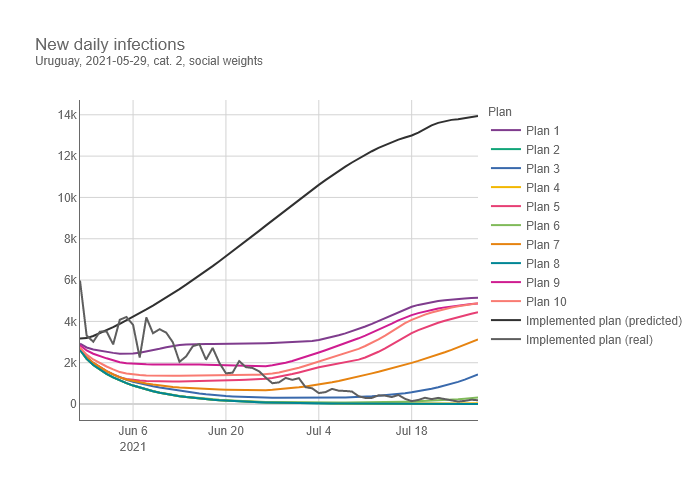 New daily infections
Uruguay, 2021-05-29, cat. 2, social weights
14k
12k
10k
8k
6k
4k
2k
0
Jun 6
2021
Jun 20
Jul 4
Jul 18
Plan
Plan 1
Plan 2
Plan 3
Plan 4
Plan 5
Plan 6
Plan 7
Plan 8
Plan 9
Plan 10
Implemented plan (predicted)
Implemented plan (real)